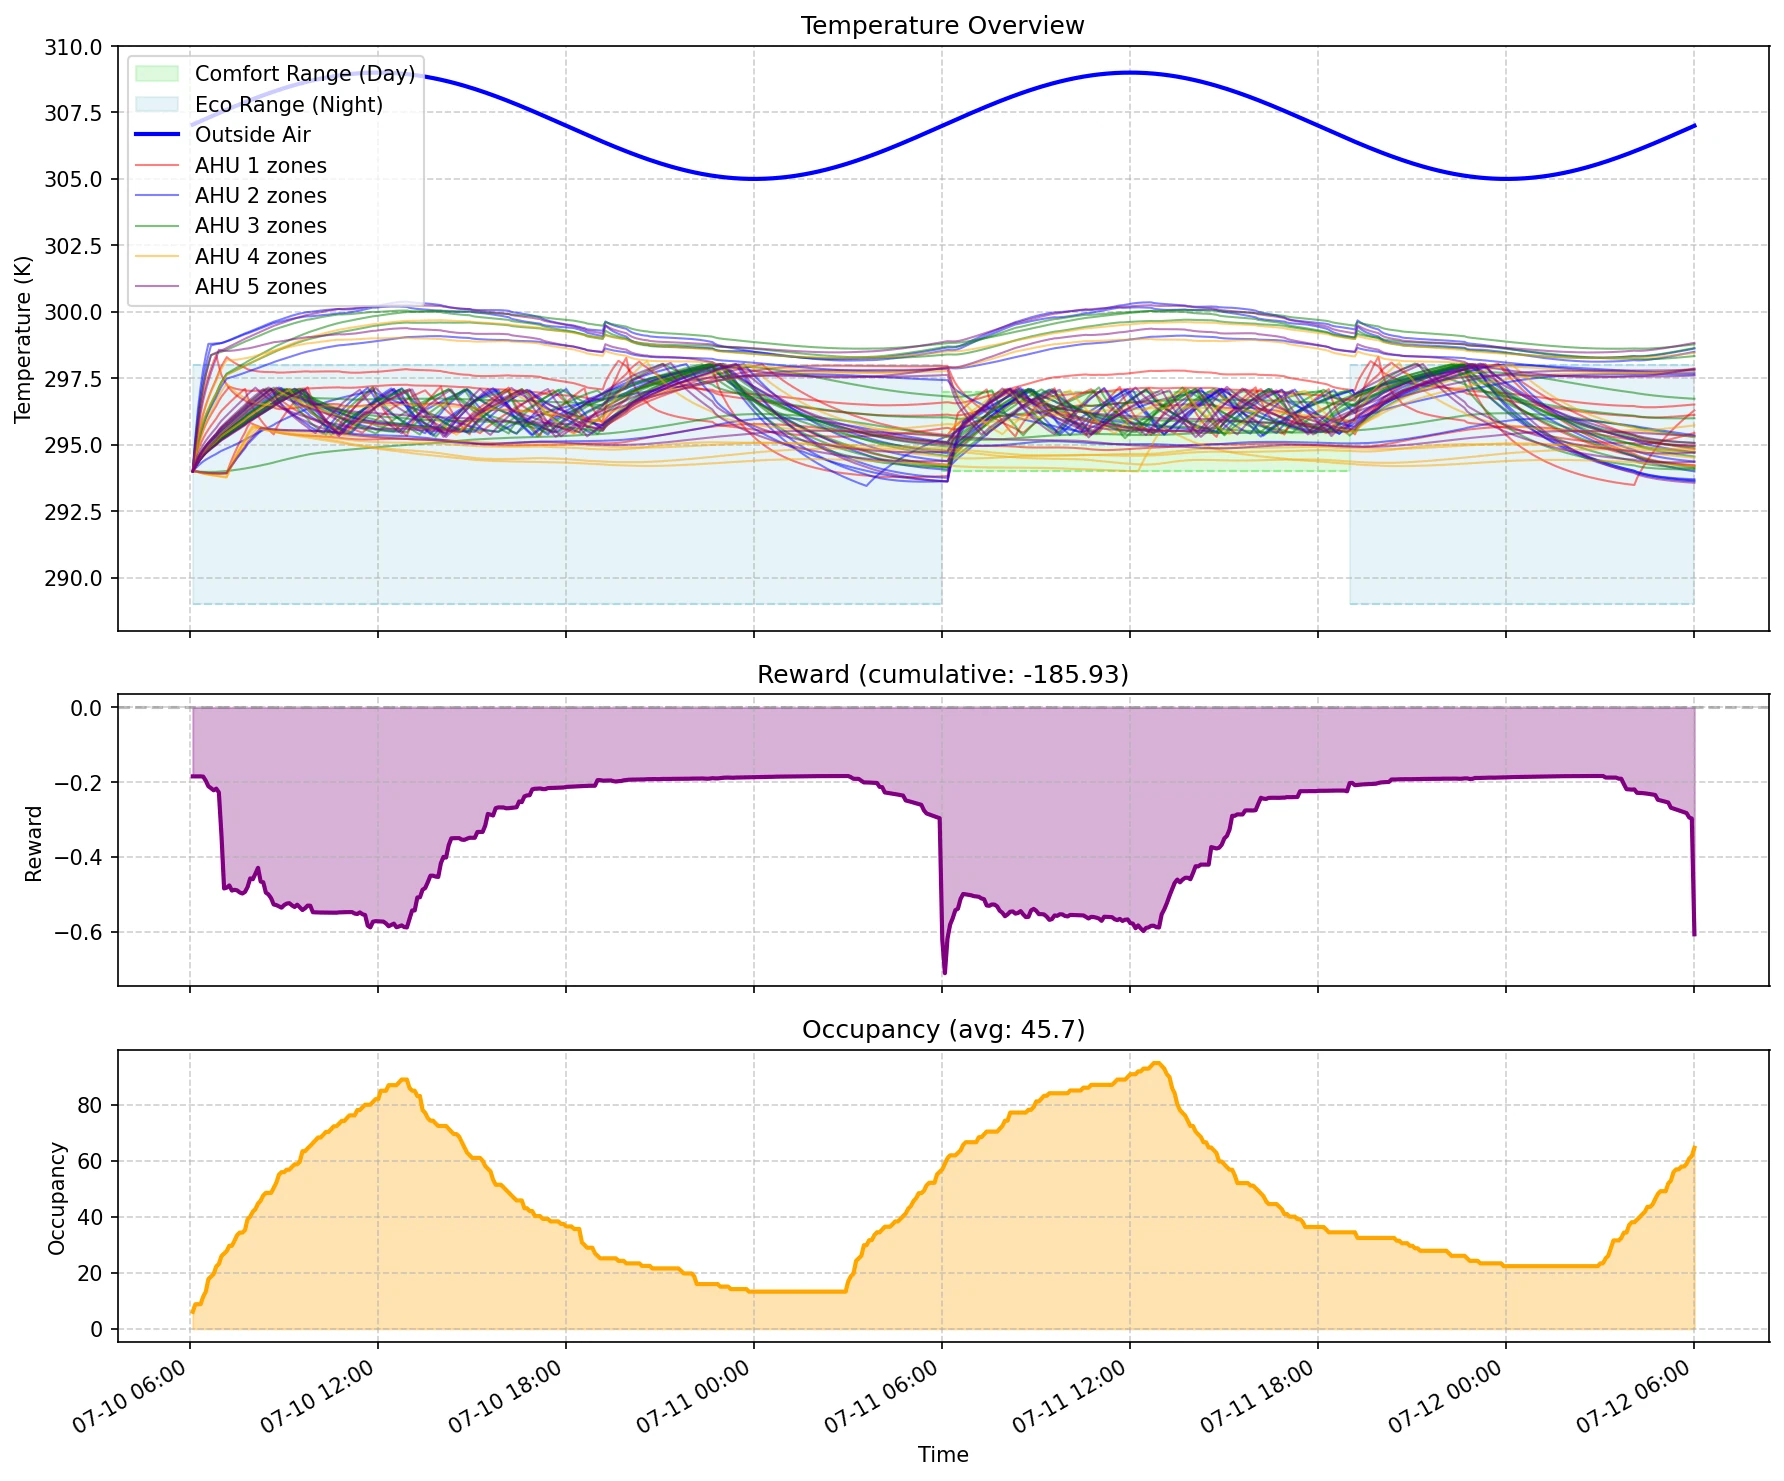 Temperature Overview
310.0
307.5
305.0
302.5
300.0
297.5
295.0
292.5
290.0
Temperature (K)
Comfort Range (Day)
Eco Range (Night)
Outside Air
AHU 1 zones
AHU 2 zones
AHU 3 zones
AHU 4 zones
AHU 5 zones
Reward (cumulative: -185.93)
0.0
−0.2
−0.4
−0.6
Reward
Occupancy (avg: 45.7)
80
60
40
20
0
Occupancy
07-10 06:00
07-10 12:00
07-10 18:00
07-11 00:00
07-11 06:00
07-11 12:00
07-11 18:00
07-12 00:00
07-12 06:00
Time